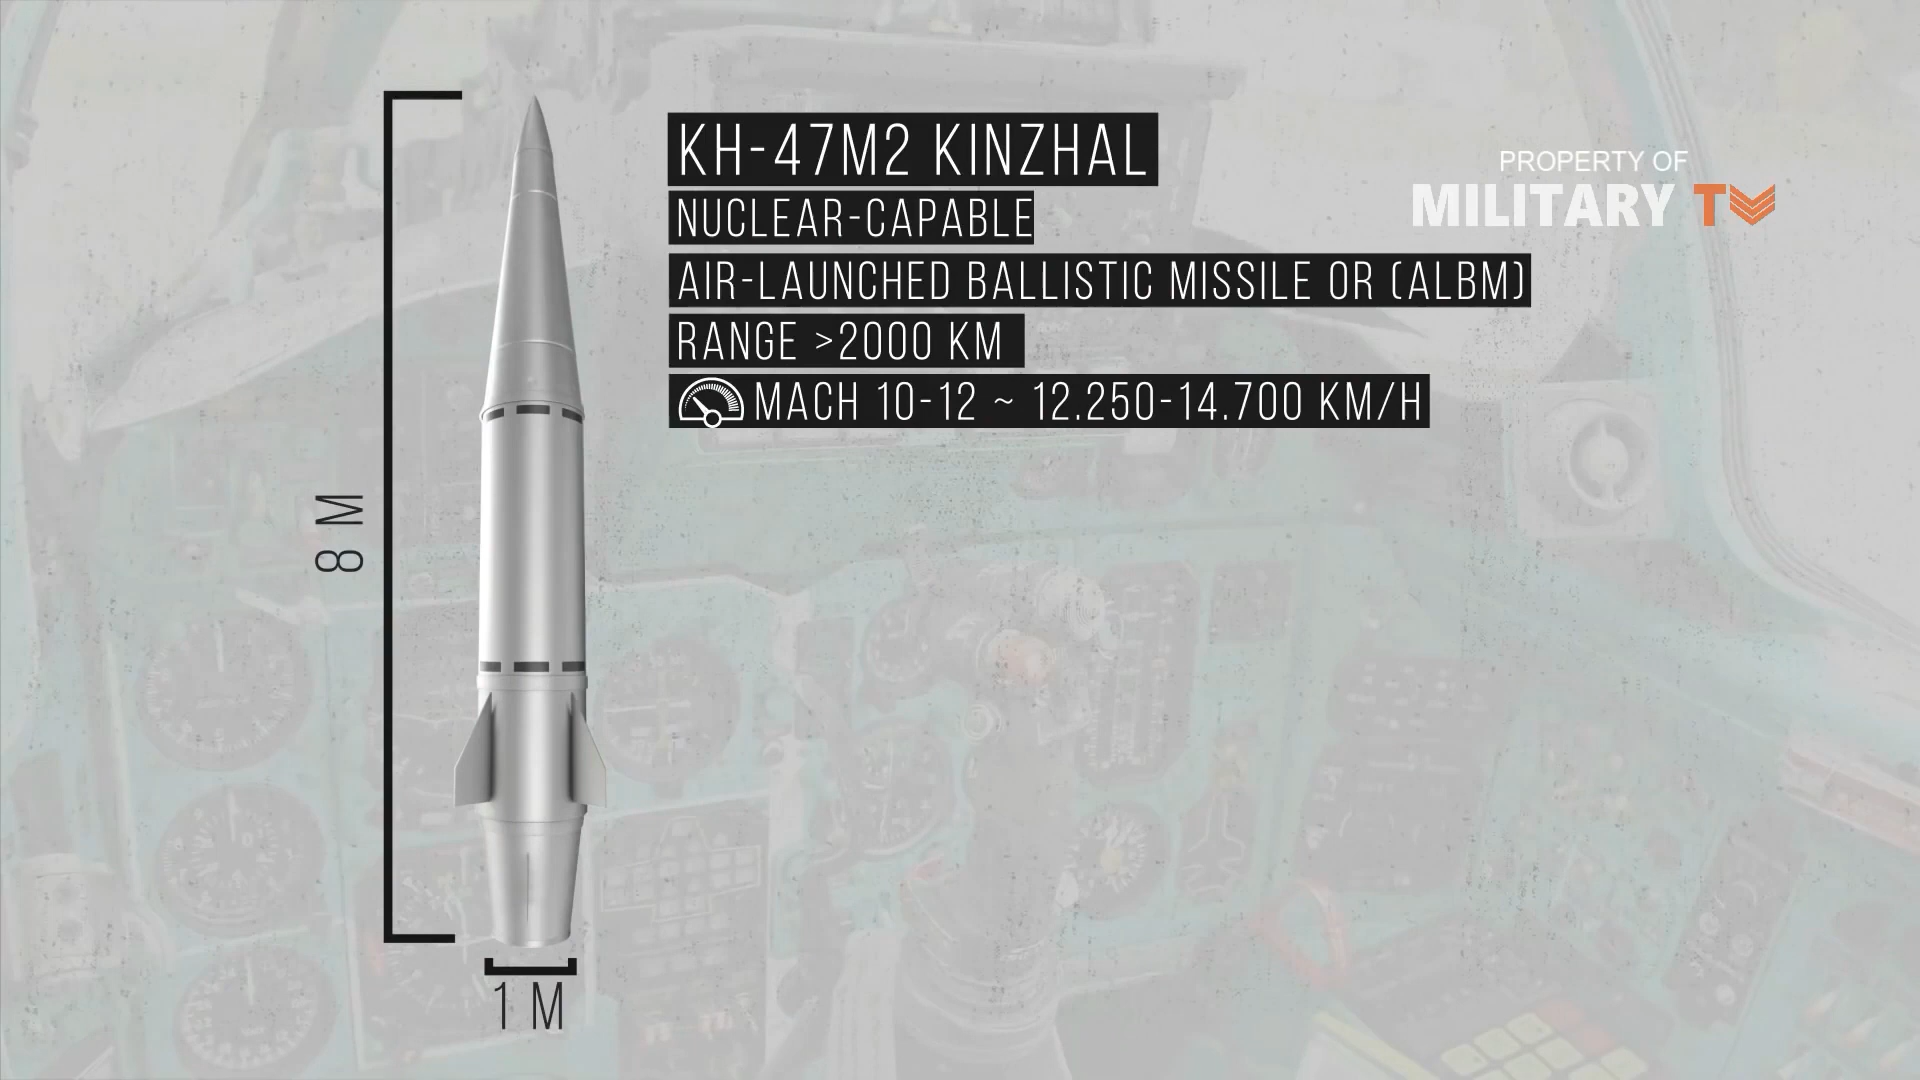 KH-47M2 KINZHAL
NUCLEAR-CAPABLE
AIR-LAUNCHED BALLISTIC MISSILE OR (ALBM)
RANGE >2000 KM
MACH 10-12 ~ 12.250-14.700 KM/H
PROPERTY OF
MILITARY TV
8 M
1 M